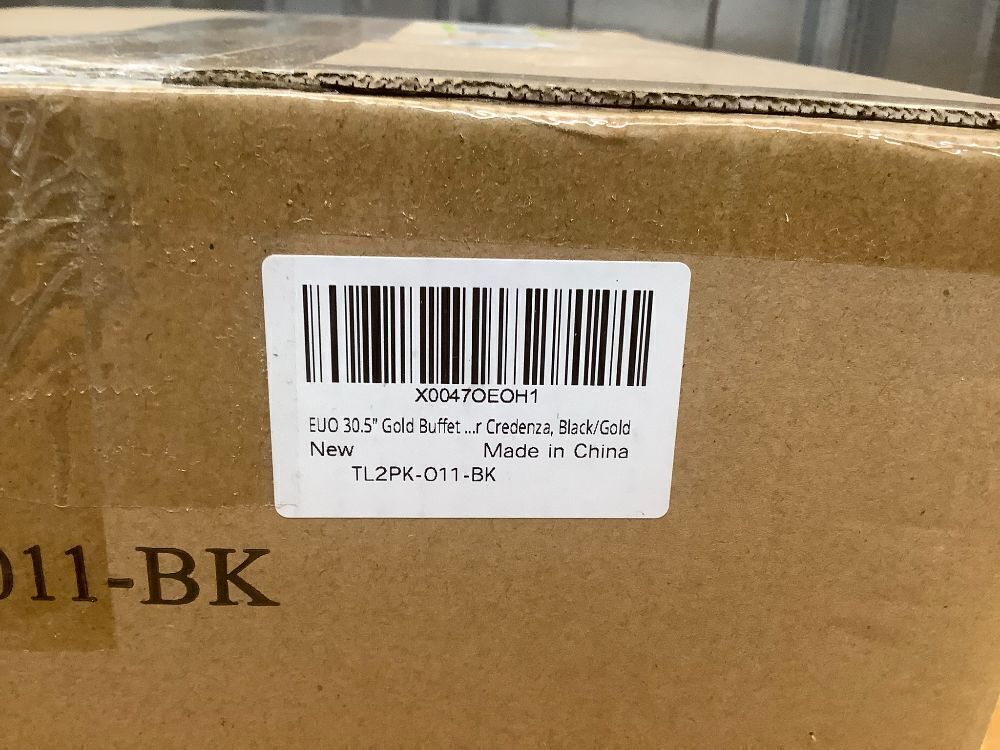 X0047OEOH1
EUO 30.5" Gold Buffet ...r Credenza, Black/Gold
New Made in China
TL2PK-O11-BK
011-BK